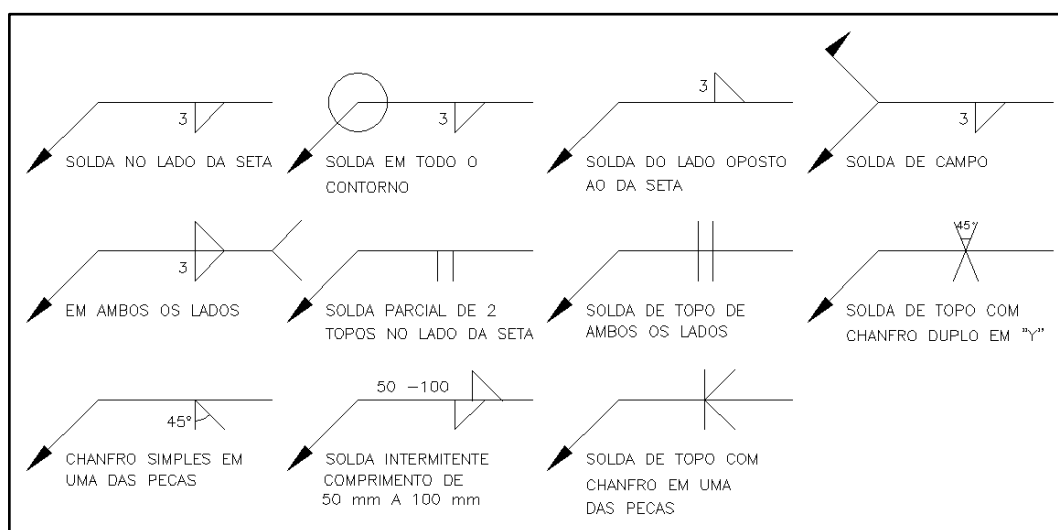 3
SOLDA NO LADO DA SETA
3
SOLDA EM TODO O
CONTORNO
3
SOLDA DO LADO OPOSTO
AO DA SETA
3
SOLDA DE CAMPO
3
EM AMBOS OS LADOS
SOLDA PARCIAL DE 2
TOPOS NO LADO DA SETA
SOLDA DE TOPO DE
AMBOS OS LADOS
45°
SOLDA DE TOPO COM
CHANFRO DUPLO EM "Y"
45°
CHANFRO SIMPLES EM
UMA DAS PECAS
50 -100
SOLDA INTERMITENTE
COMPRIMENTO DE
50 mm A 100 mm
SOLDA DE TOPO COM
CHANFRO EM UMA
DAS PECAS